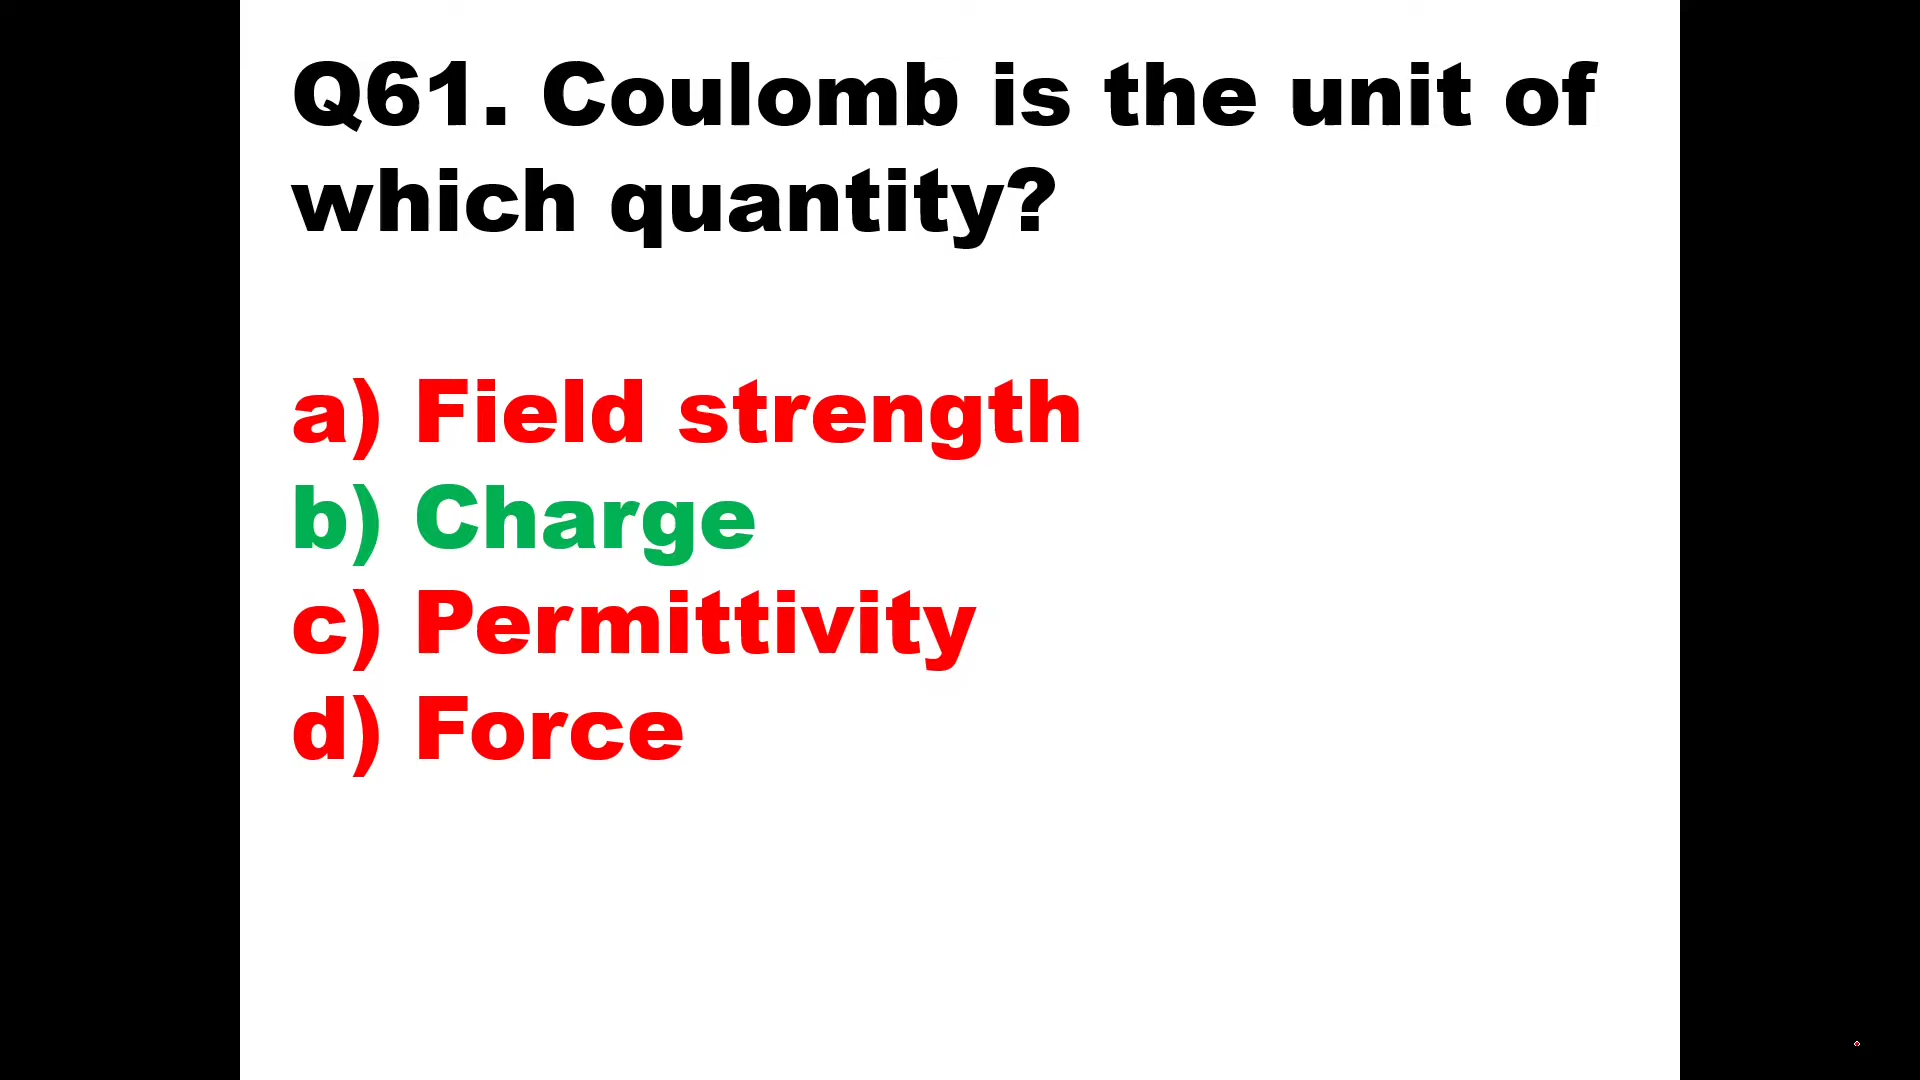 Q61. Coulomb is the unit of
which quantity?
a) Field strength
b) Charge
c) Permittivity
d) Force